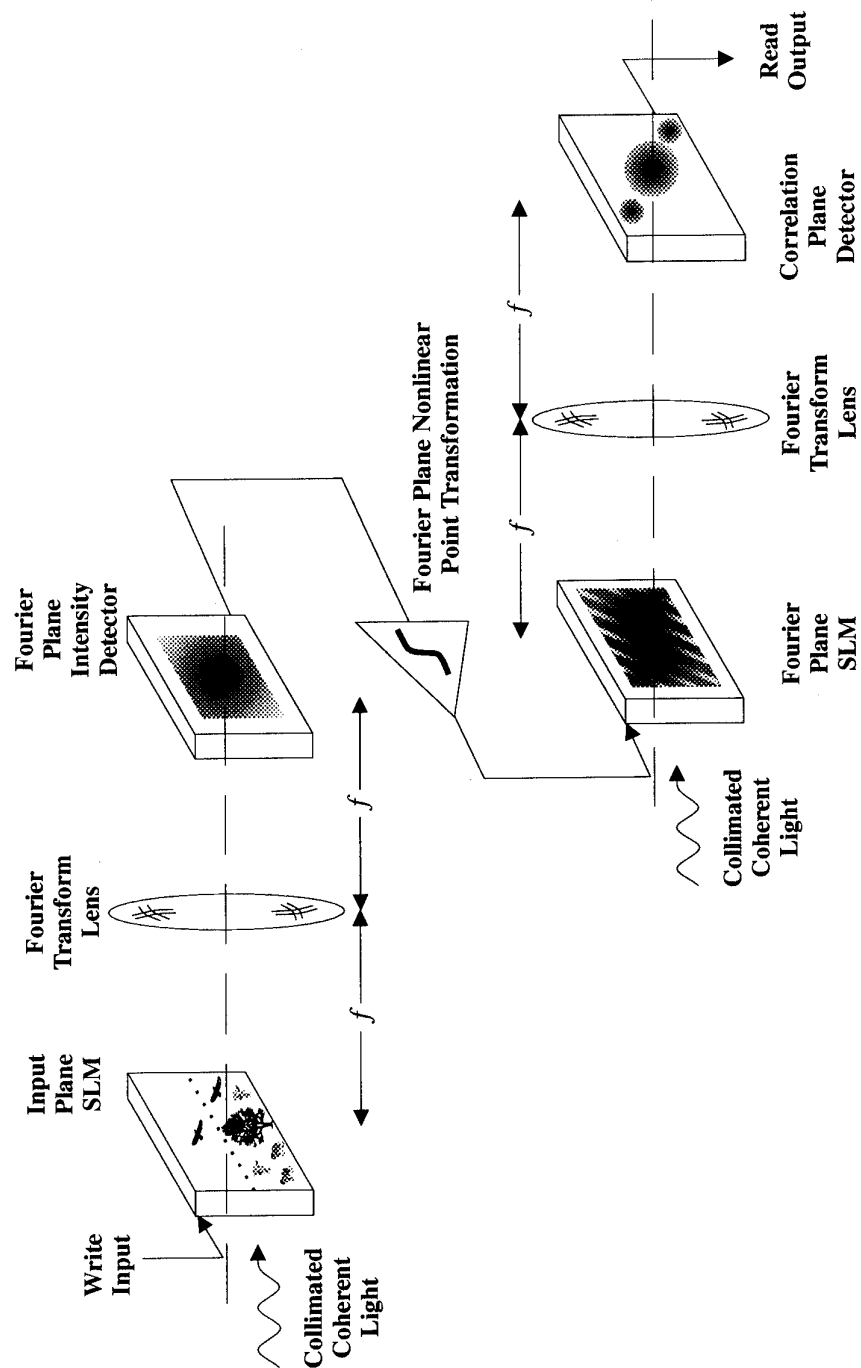 Write
Input
Collimated
Coherent
Light
Input
Plane
SLM
f
Fourier
Transform
Lens
f
Fourier
Plane
Intensity
Detector
Fourier Plane Nonlinear
Point Transformation
Collimated
Coherent
Light
Fourier
Plane
SLM
f
Fourier
Transform
Lens
f
Correlation
Plane
Detector
Read
Output